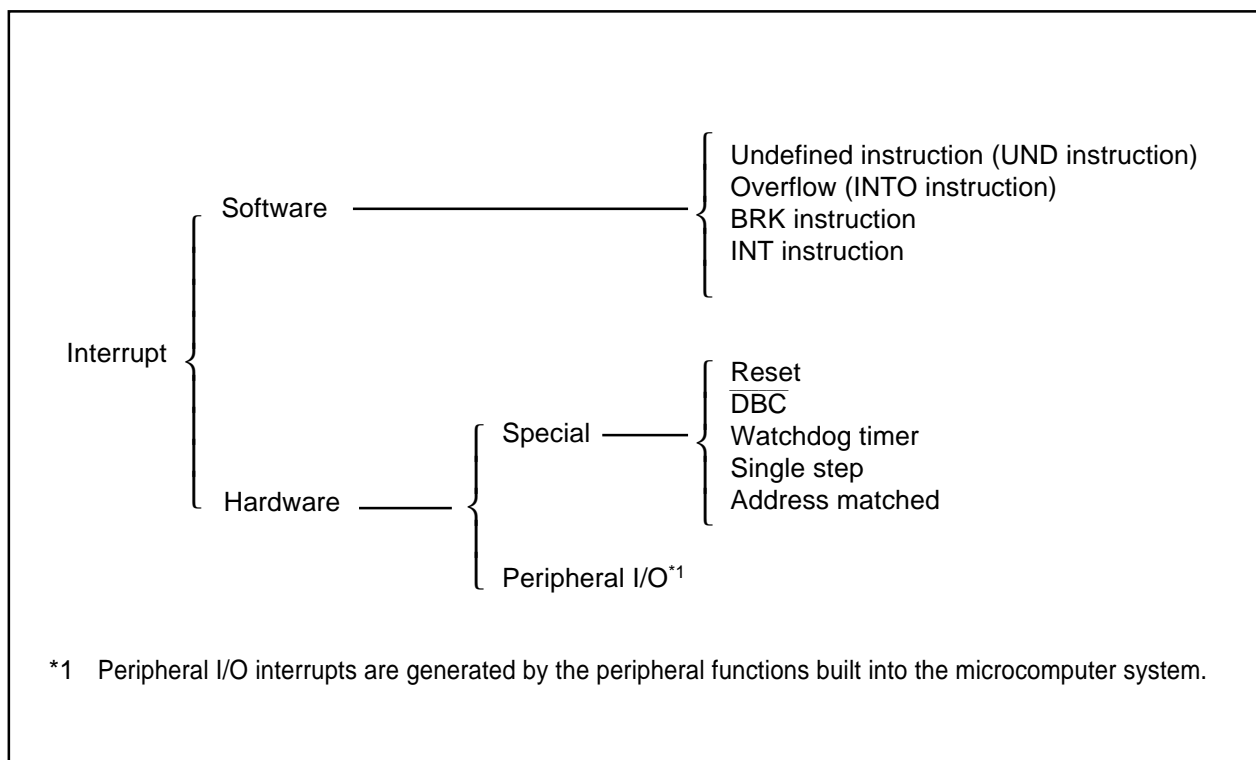 Undefined instruction (UND instruction)
Overflow (INTO instruction)
BRK instruction
INT instruction
Software
Interrupt
Reset
D̅B̅C̅
Watchdog timer
Single step
Address matched
Special
Hardware
Peripheral I/O*1
*1 Peripheral I/O interrupts are generated by the peripheral functions built into the microcomputer system.